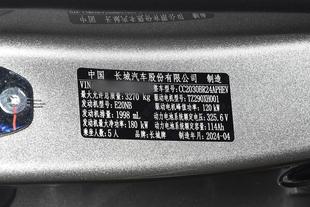 中国 长城汽车股份有限公司 制造
VIN
整车型号: CC2030BR24APHEV
最大允许总质量: 3270 kg 驱动电机型号: TZ290XH001
发动机型号: E20NB 驱动电机峰值功率: 120 kW
发动机排量: 1998 mL 动力电池系统额定电压: 325.6 V
发动机最大净功率: 180 kW 动力电池系统额定容量: 114Ah
乘坐人数: 5人 品牌: 长城牌 制造年月: 2024-04